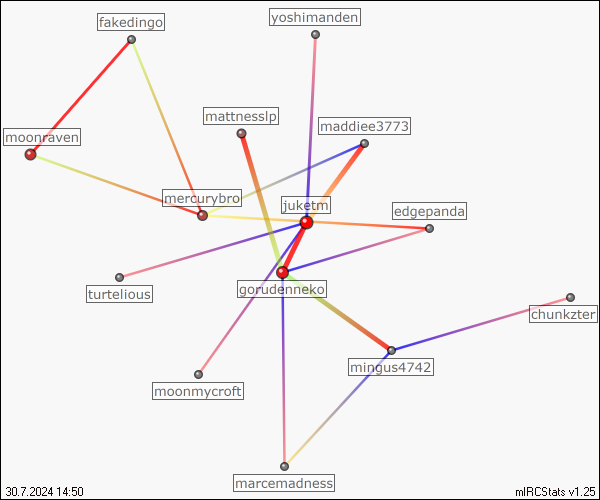 yoshimanden
fakedingo
mattnesslp
maddiee3773
moonraven
mercurybro
juketm
edgepanda
gorudenneko
turtelious
chunkzter
mingus4742
moonmycroft
marcemadness
30.7.2024 14:50
mIRCStats v1.25